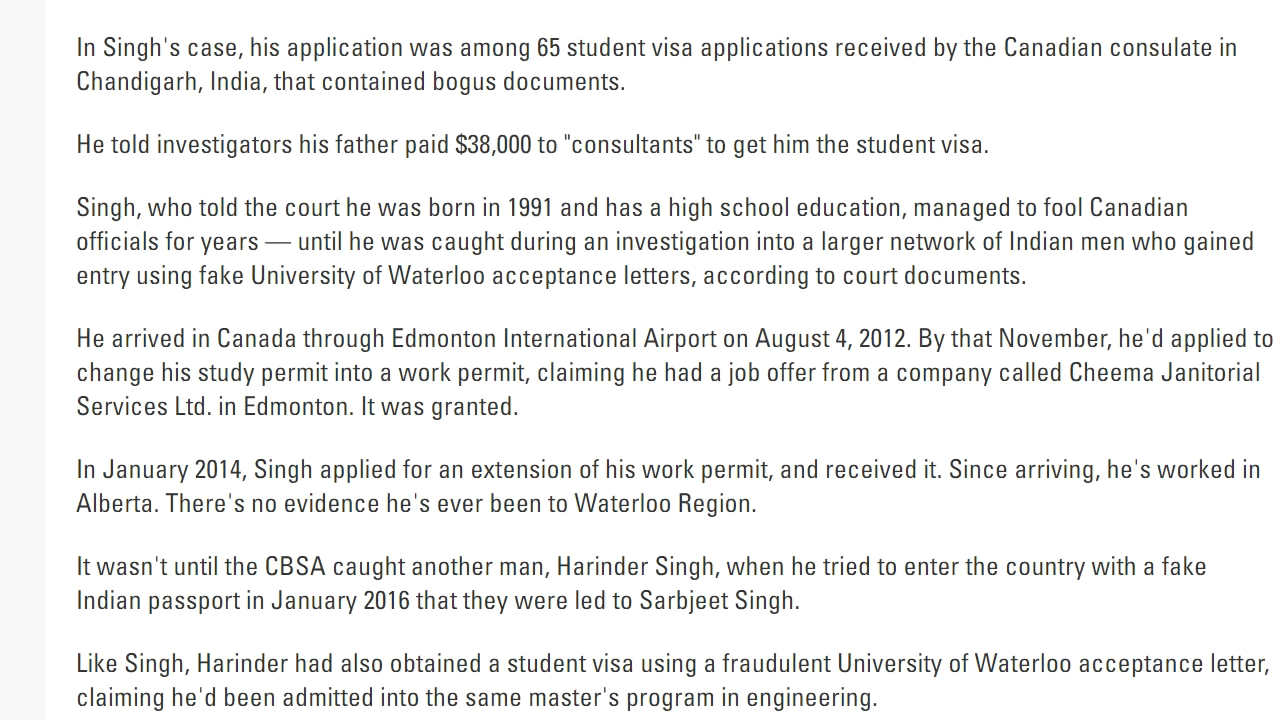 In Singh's case, his application was among 65 student visa applications received by the Canadian consulate in
Chandigarh, India, that contained bogus documents.
He told investigators his father paid $38,000 to "consultants" to get him the student visa.
Singh, who told the court he was born in 1991 and has a high school education, managed to fool Canadian
officials for years — until he was caught during an investigation into a larger network of Indian men who gained
entry using fake University of Waterloo acceptance letters, according to court documents.
He arrived in Canada through Edmonton International Airport on August 4, 2012. By that November, he'd applied to
change his study permit into a work permit, claiming he had a job offer from a company called Cheema Janitorial
Services Ltd. in Edmonton. It was granted.
In January 2014, Singh applied for an extension of his work permit, and received it. Since arriving, he's worked in
Alberta. There's no evidence he's ever been to Waterloo Region.
It wasn't until the CBSA caught another man, Harinder Singh, when he tried to enter the country with a fake
Indian passport in January 2016 that they were led to Sarbjeet Singh.
Like Singh, Harinder had also obtained a student visa using a fraudulent University of Waterloo acceptance letter,
claiming he'd been admitted into the same master's program in engineering.